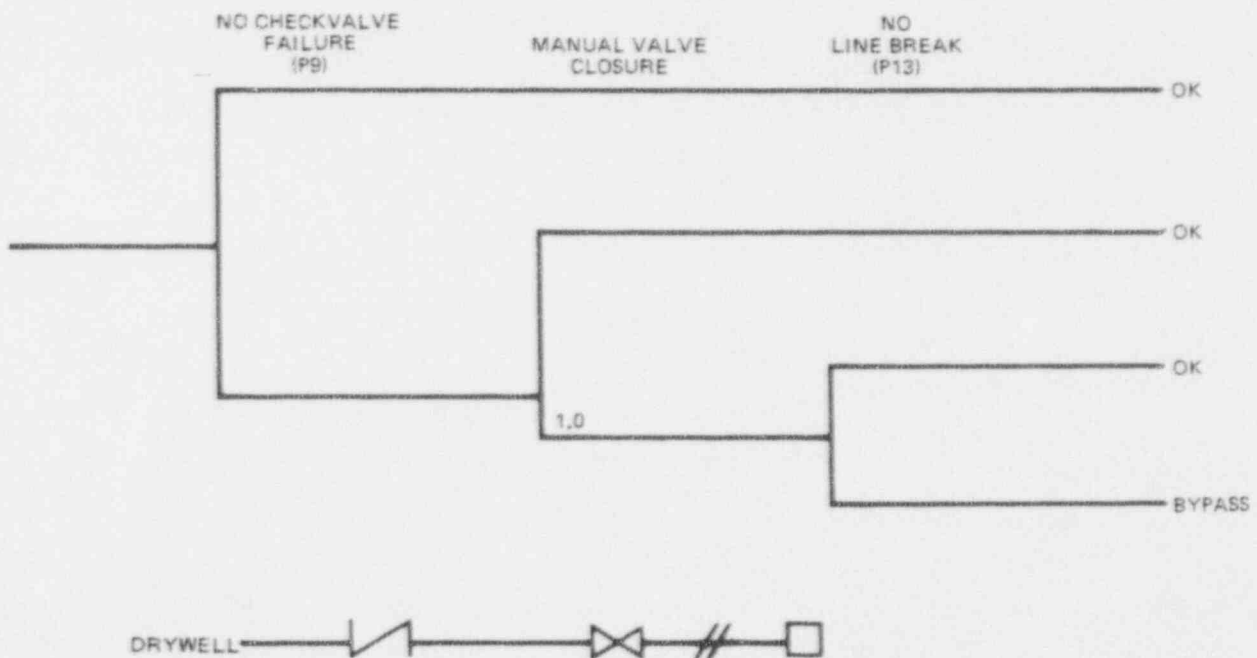 NO CHECKVALVE
FAILURE
(P9)
MANUAL VALVE
CLOSURE
NO
LINE BREAK
(P13)
OK
OK
OK
1.0
BYPASS
DRYWELL